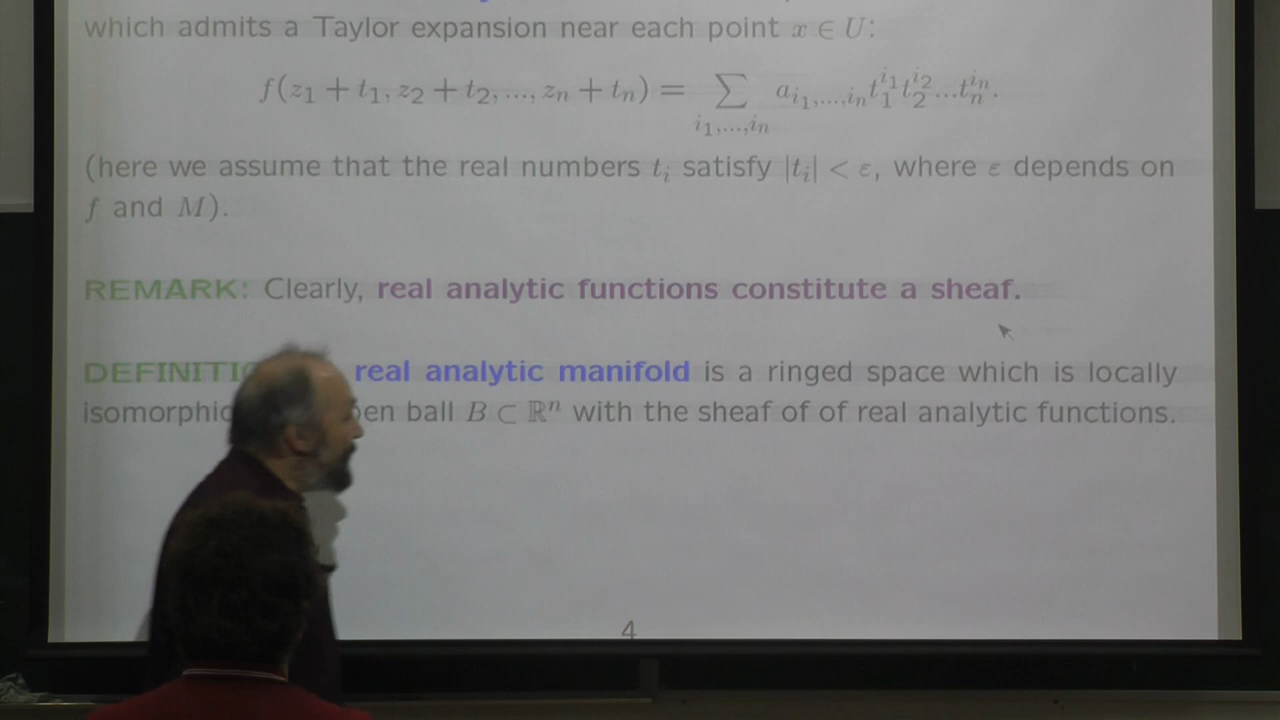 which admits a Taylor expansion near each point x ∈ U:
f(z₁ + t₁, z₂ + t₂, ..., zₙ + tₙ) = ∑_{i₁,...,iₙ} a_{i₁,...,iₙ} t₁^{i₁} t₂^{i₂} ... tₙ^{iₙ}.
(here we assume that the real numbers tᵢ satisfy |tᵢ| < ε, where ε depends on
f and M).
REMARK: Clearly, real analytic functions constitute a sheaf.
real analytic manifold is a ringed space which is locally
ball B ⊂ ℝⁿ with the sheaf of of real analytic functions.
4